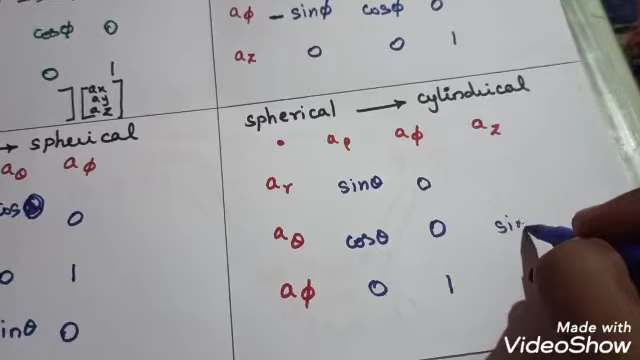 aϕ - sinϕ cosϕ 0
cosϕ 0
az 0 0 1
0 1
] [ax ay az]
spherical → cylindrical
→ spherical
• aρ aϕ az
aθ aϕ
ar sinθ 0
cosθ 0
aθ cosθ 0 sin
0 1
aϕ 0 1
sinθ 0
Made with
VideoShow